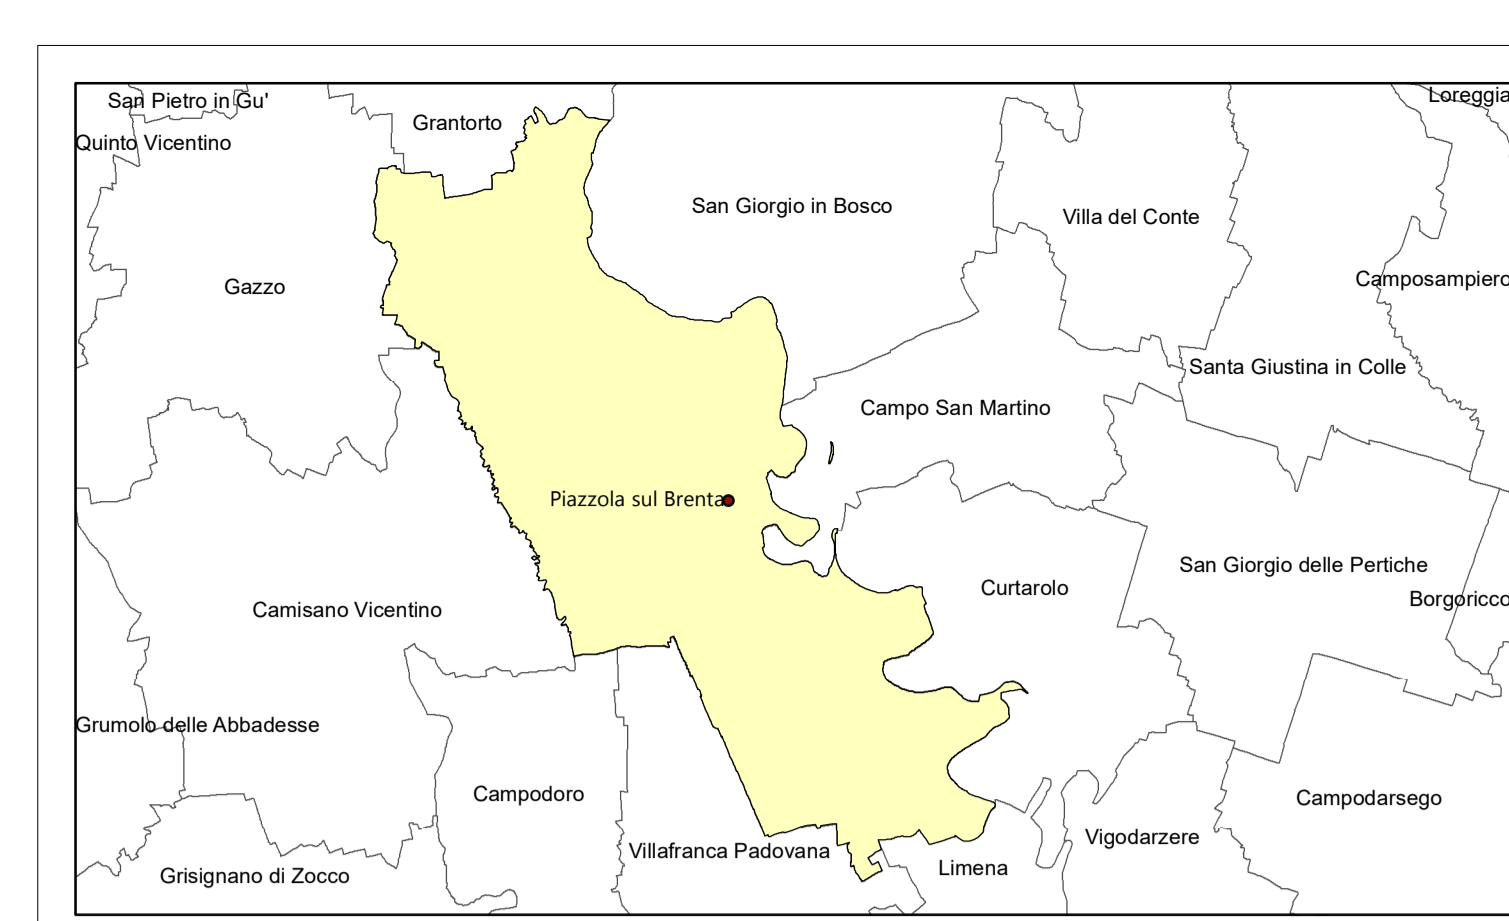 Loreggia
San Pietro in Gu'
Grantorto
Quinto Vicentino
San Giorgio in Bosco
Villa del Conte
Camposampiero
Gazzo
Santa Giustina in Colle
Campo San Martino
Piazzola sul Brenta
San Giorgio delle Pertiche
Curtarolo
Borgoricco
Camisano Vicentino
Grumolo delle Abbadesse
Campodoro
Campodarsego
Vigodarzere
Villafranca Padovana
Limena
Grisignano di Zocco